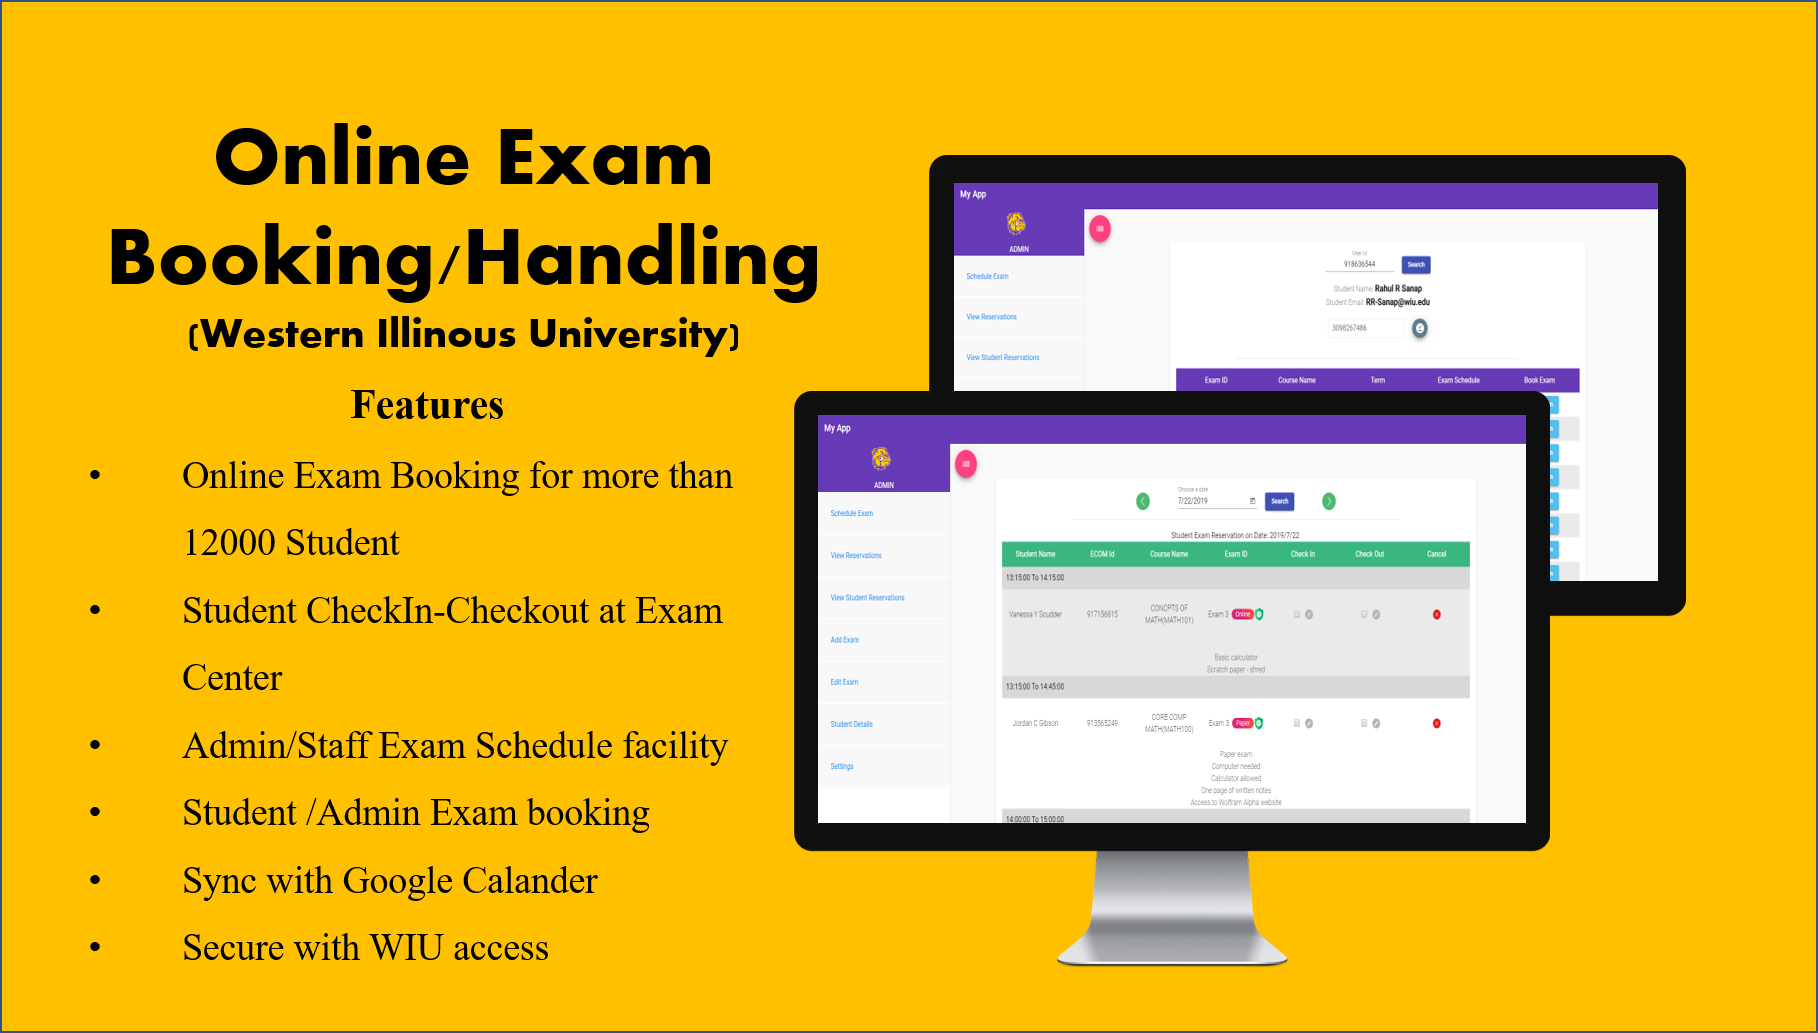 Online Exam
Booking/Handling
(Western Illinous University)
Features
• Online Exam Booking for more than
12000 Student
• Student CheckIn-Checkout at Exam
Center
• Admin/Staff Exam Schedule facility
• Student /Admin Exam booking
• Sync with Google Calander
• Secure with WIU access
My App
ADMIN
Schedule Exam
View Reservations
View Student Reservations
User Id
918636544 Search
Student Name: Rahul R Sanap
Student Email: RR-Sanap@wiu.edu
3098267486
Exam ID Course Name Term Exam Schedule Book Exam
My App
ADMIN
Schedule Exam
View Reservations
View Student Reservations
Add Exam
Edit Exam
Student Details
Settings
Choose a date
7/22/2019 Search
Student Exam Reservation on Date: 2019/7/22
Student Name ECOM Id Course Name Exam ID Check In Check Out Cancel
13:15:00 To 14:15:00
Vanessa Y Scudder 917156815 CONCPTS OF MATH(MATH101) Exam 3 Online
Basic calculator
Scratch paper - shred
13:15:00 To 14:45:00
Jordan C Gibson 913565249 CORE COMP MATH(MATH100) Exam 3 Paper
Paper exam
Computer needed
Calculator allowed
One page of written notes
Access to Wolfram Alpha website
14:00:00 To 15:00:00